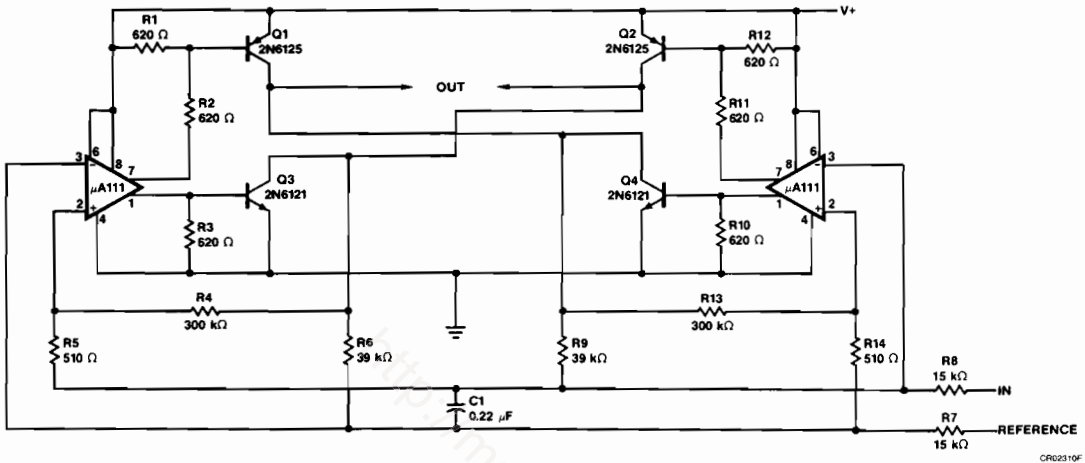 V+
R1
620 Ω
Q1
2N6125
Q2
2N6125
R12
620 Ω
OUT
R2
620 Ω
R11
620 Ω
6
3
−
8
7
μA111
1
2
+
4
Q3
2N6121
Q4
2N6121
6
3
−
8
7
μA111
1
2
+
4
R3
620 Ω
R10
620 Ω
R4
300 kΩ
R13
300 kΩ
R5
510 Ω
R6
39 kΩ
R9
39 kΩ
R14
510 Ω
R8
15 kΩ
IN
C1
0.22 μF
R7
15 kΩ
REFERENCE
CR02310F
http://m